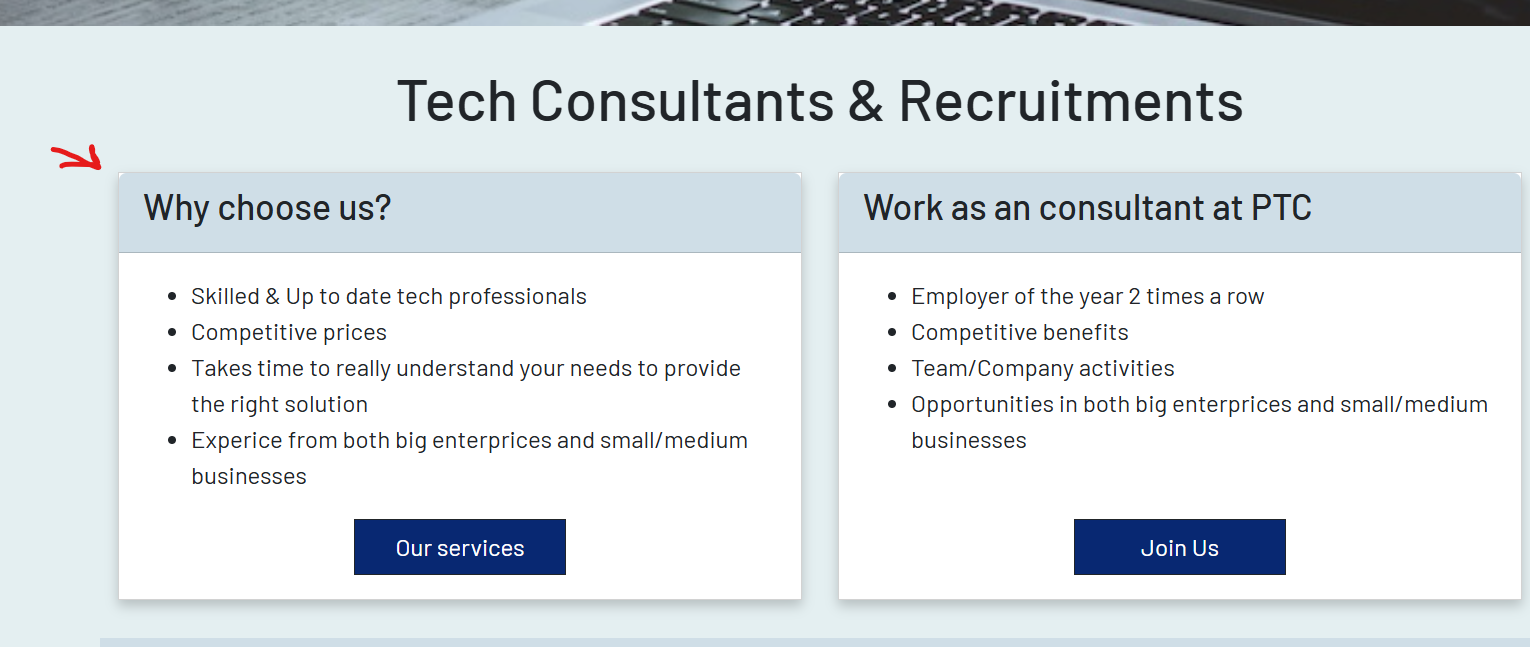 Tech Consultants & Recruitments
Why choose us?
Skilled & Up to date tech professionals
Competitive prices
Takes time to really understand your needs to provide
the right solution
Experice from both big enterprices and small/medium
businesses
Our services
Work as an consultant at PTC
Employer of the year 2 times a row
Competitive benefits
Team/Company activities
Opportunities in both big enterprices and small/medium
businesses
Join Us